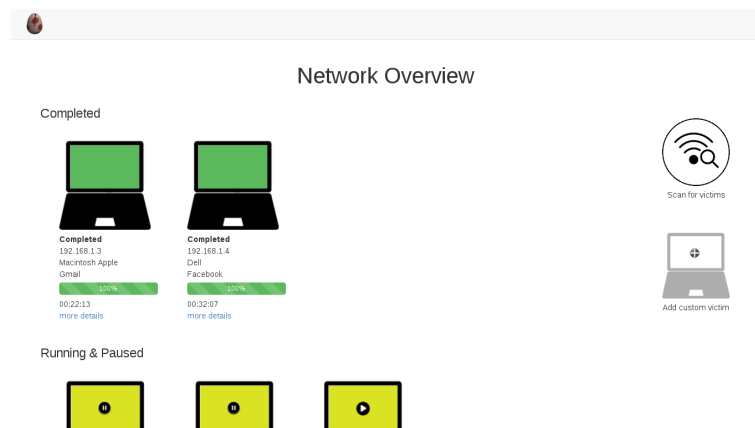 Network Overview
Completed
Completed
192.168.1.3
Macintosh Apple
Gmail
100%
00:22:13
more details
Completed
192.168.1.4
Dell
Facebook
100%
00:32:07
more details
Scan for victims
Add custom victim
Running & Paused